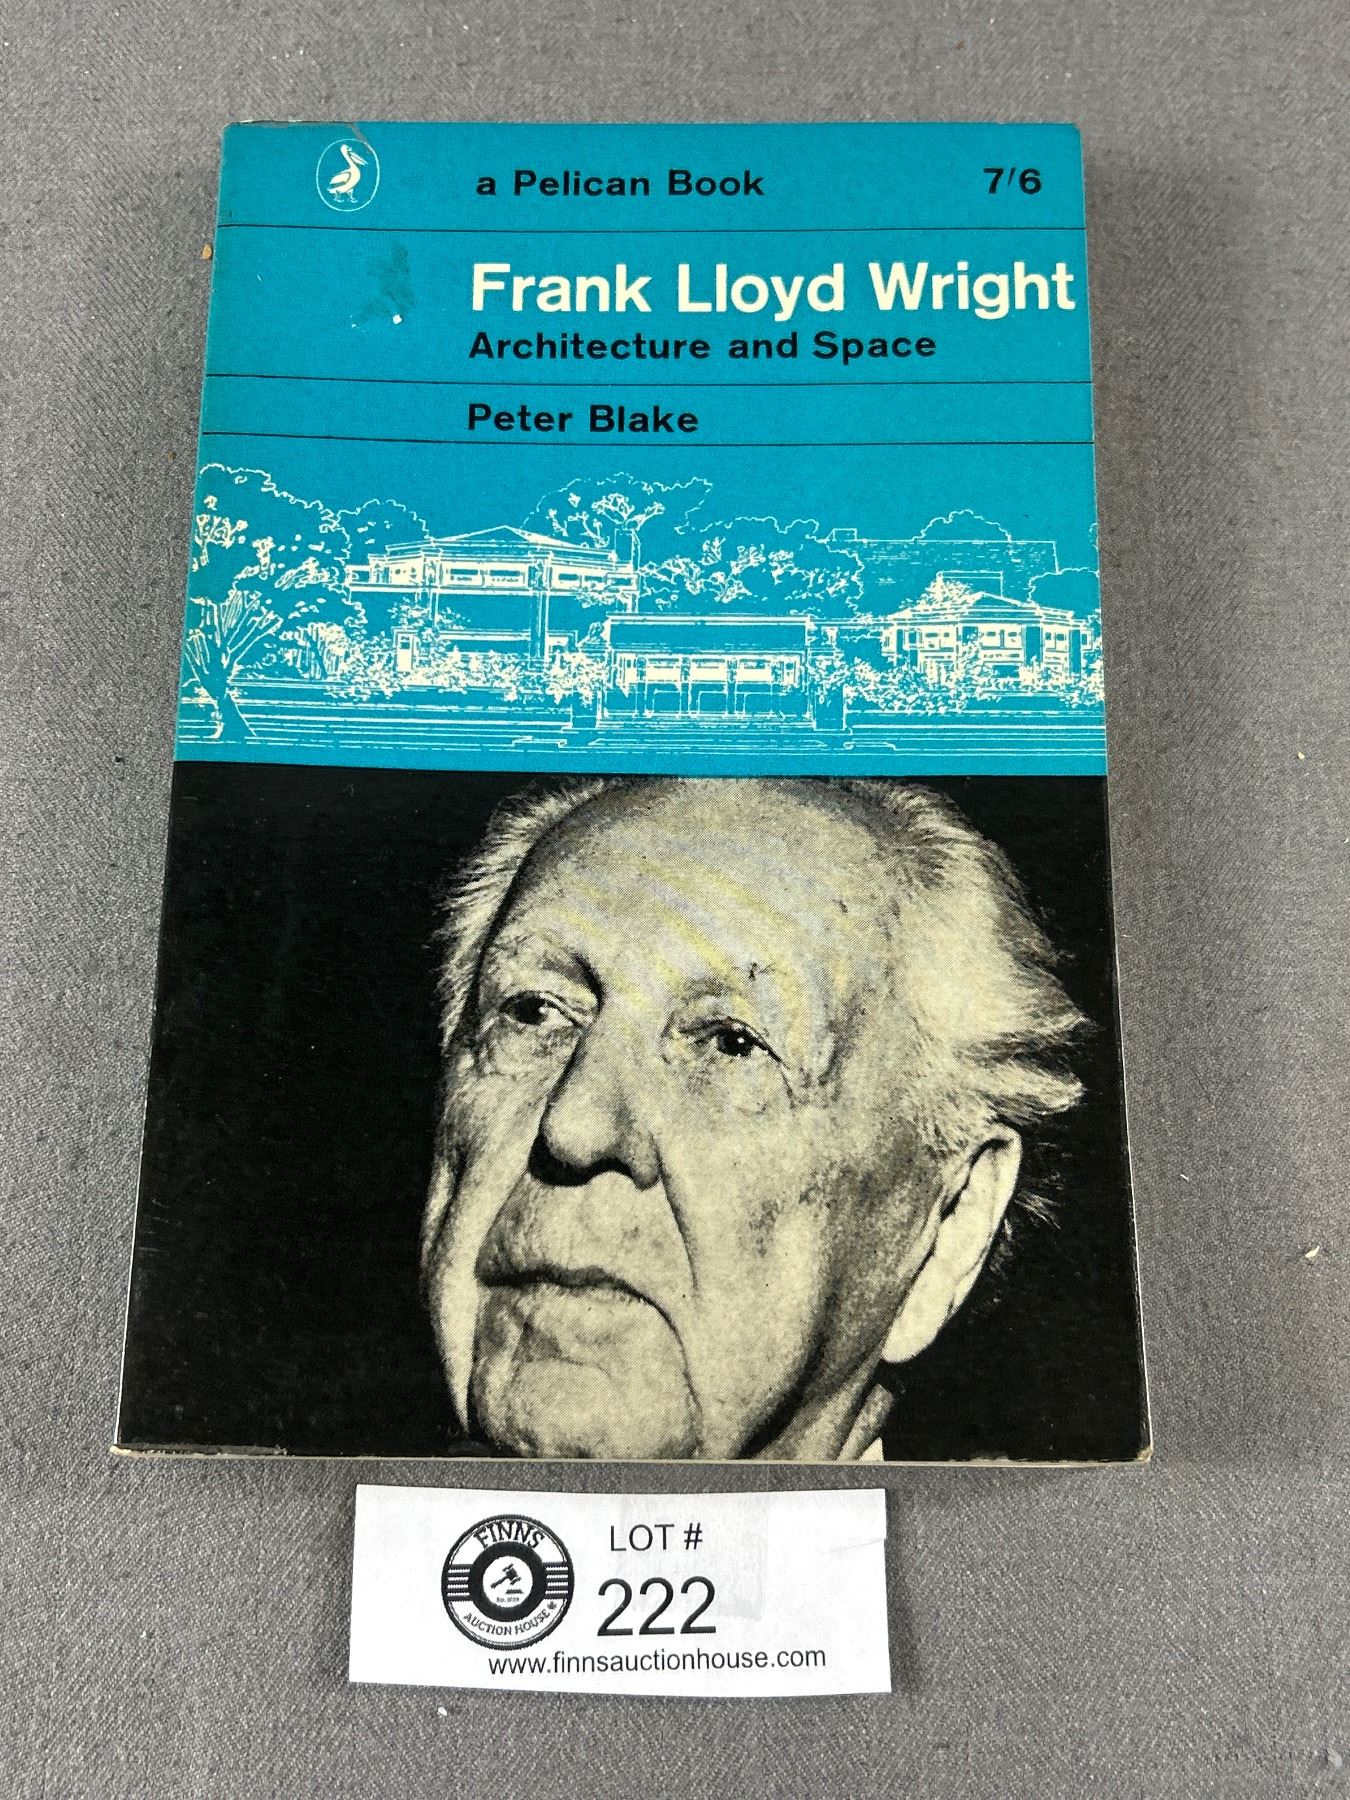 a Pelican Book 7/6
Frank Lloyd Wright
Architecture and Space
Peter Blake
FINNS
AUCTION HOUSE
LOT #
222
www.finnsauctionhouse.com